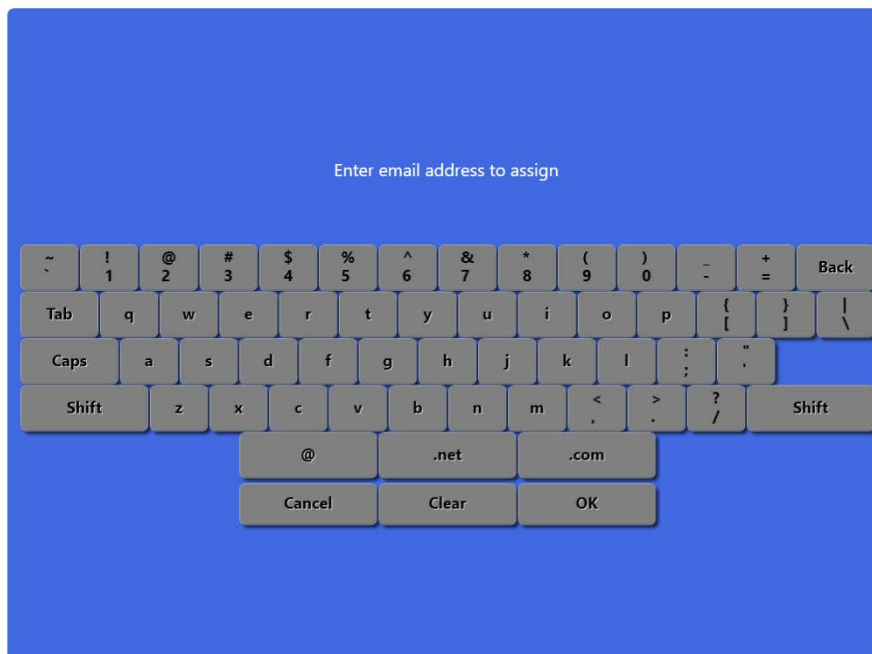 Enter email address to assign
~ ! @ # $ % ^ & * ( ) _ +
` 1 2 3 4 5 6 7 8 9 0 - = Back
Tab q w e r t y u i o p { } |
[ ] \
Caps a s d f g h j k l : "
; '
Shift z x c v b n m < > ? Shift
, . /
@ .net .com
Cancel Clear OK